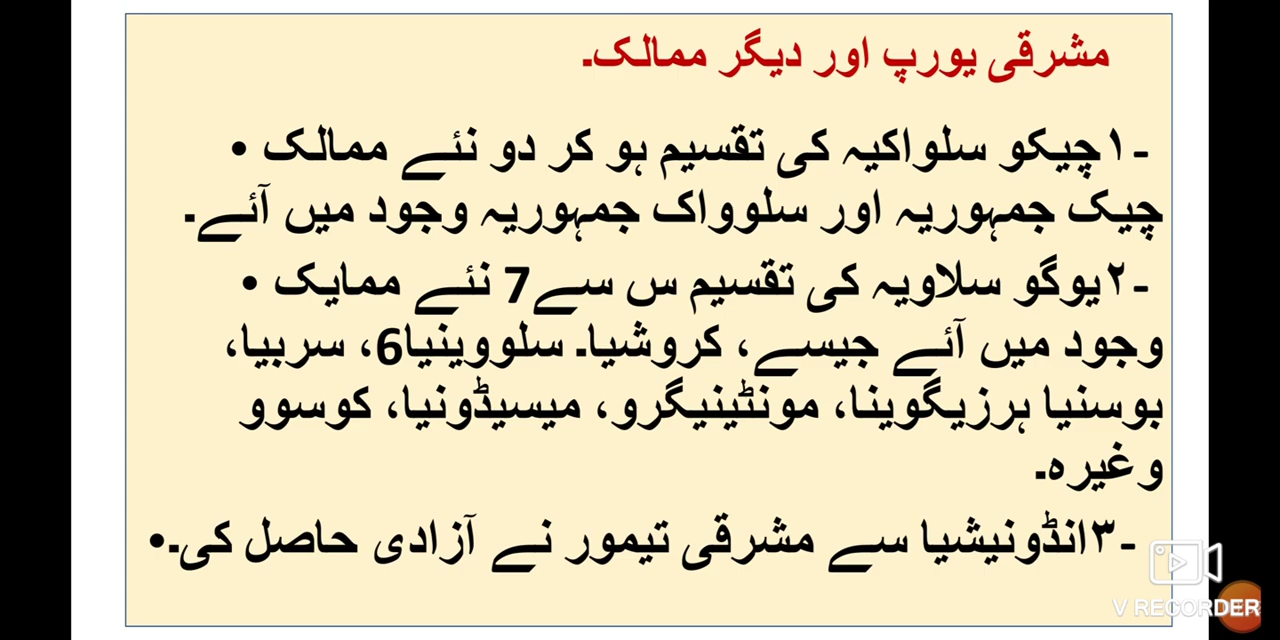 مشرقی یورپ اور دیگر ممالک۔
۱۔چیکو سلواکیہ کی تقسیم ہو کر دو نئے ممالک •
چیک جمہوریہ اور سلوواک جمہوریہ وجود میں آئے۔
۲۔یوگو سلاویہ کی تقسیم س سے7 نئے ممایک •
وجود میں آئے جیسے، کروشیا۔ سلووینیا6، سربیا،
بوسنیا ہرزیگوینا، مونٹینیگرو، میسیڈونیا، کوسوو
وغیرہ۔
۳۔انڈونیشیا سے مشرقی تیمور نے آزادی حاصل کی۔•
V RECORDER